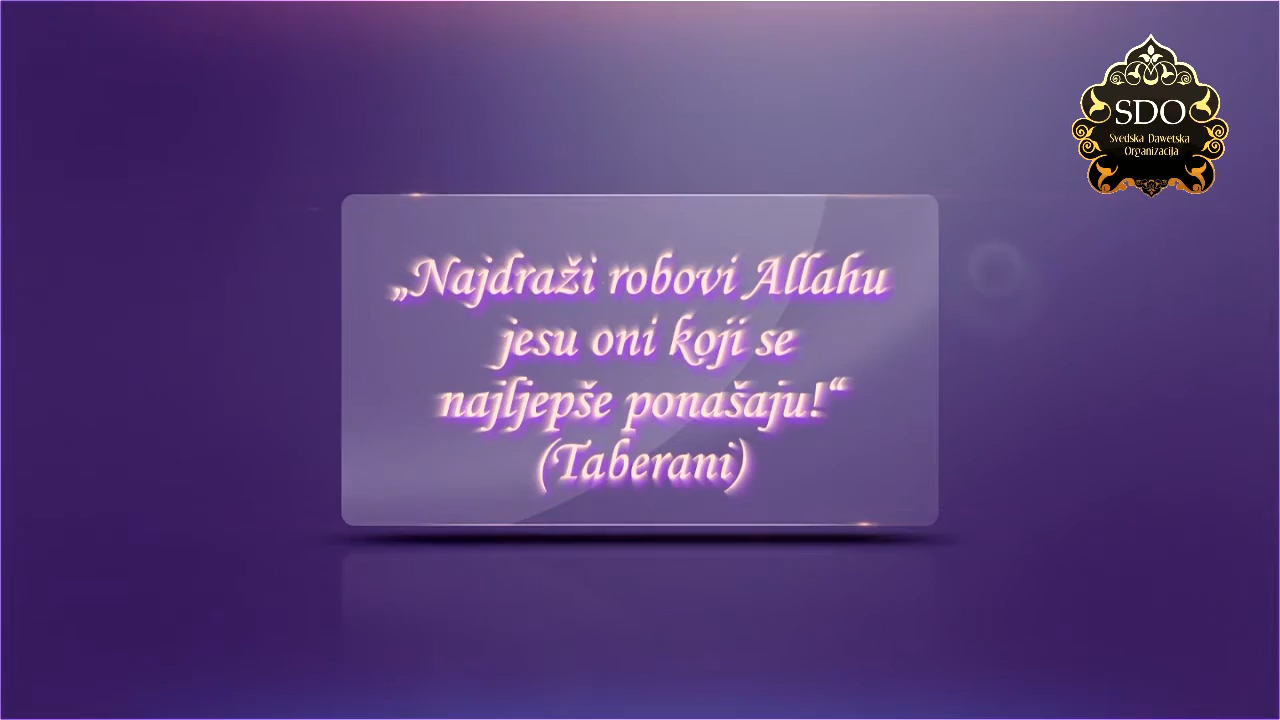 SDO
Svedska Dawetska
Organizacija
„Najdraži robovi Allahu
jesu oni koji se
najljepše ponašaju!“
(Taberani)